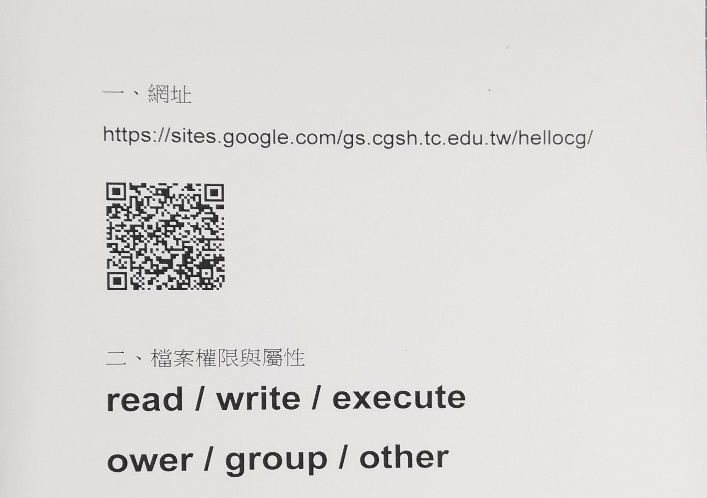 一、網址
https://sites.google.com/gs.cgsh.tc.edu.tw/hellocg/
二、檔案權限與屬性
read / write / execute
ower / group / other